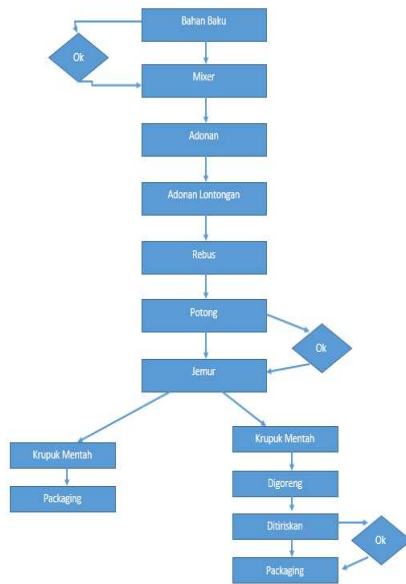 Bahan Baku
Ok
Mixer
Adonan
Adonan Lontongan
Rebus
Potong
Ok
Jemur
Krupuk Mentah
Packaging
Krupuk Mentah
Digoreng
Ditiriskan
Ok
Packaging